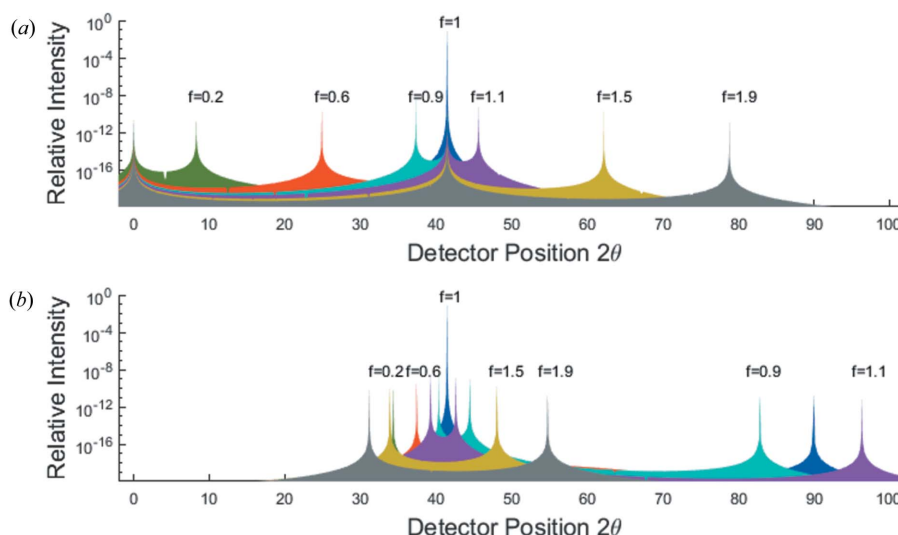 (a)
Relative Intensity
10^0
10^-4
10^-8
10^-12
10^-16
f=1
f=0.2 f=0.6 f=0.9 f=1.1 f=1.5 f=1.9
0 10 20 30 40 50 60 70 80 90 100
Detector Position 2θ
(b)
Relative Intensity
10^0
10^-4
10^-8
10^-12
10^-16
f=1
f=0.2 f=0.6 f=1.5 f=1.9 f=0.9 f=1.1
0 10 20 30 40 50 60 70 80 90 100
Detector Position 2θ